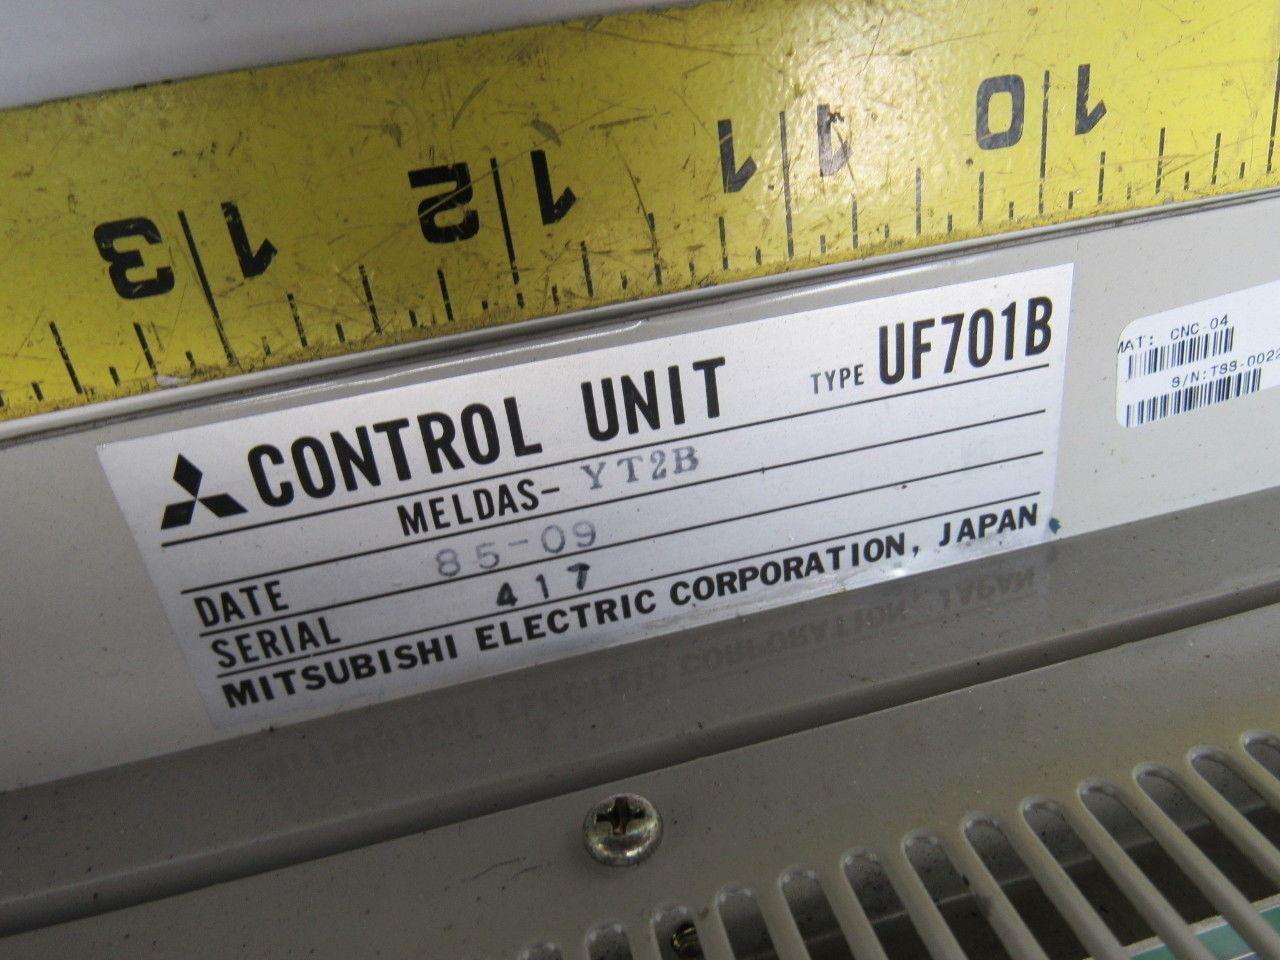 13 12 11 10
CONTROL UNIT TYPE UF701B
MELDAS- YT2B
DATE 85-09
SERIAL 417
MITSUBISHI ELECTRIC CORPORATION, JAPAN
MAT: CNC-04
S/N:T99-0022